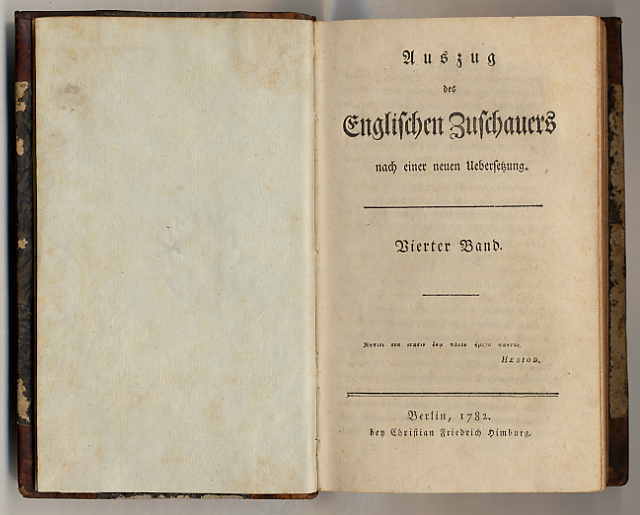 Auszug
des
Englischen Zuschauers
nach einer neuen Uebersetzung.
Vierter Band.
HESIOD.
Berlin, 1782.
bey Christian Friedrich Himburg.